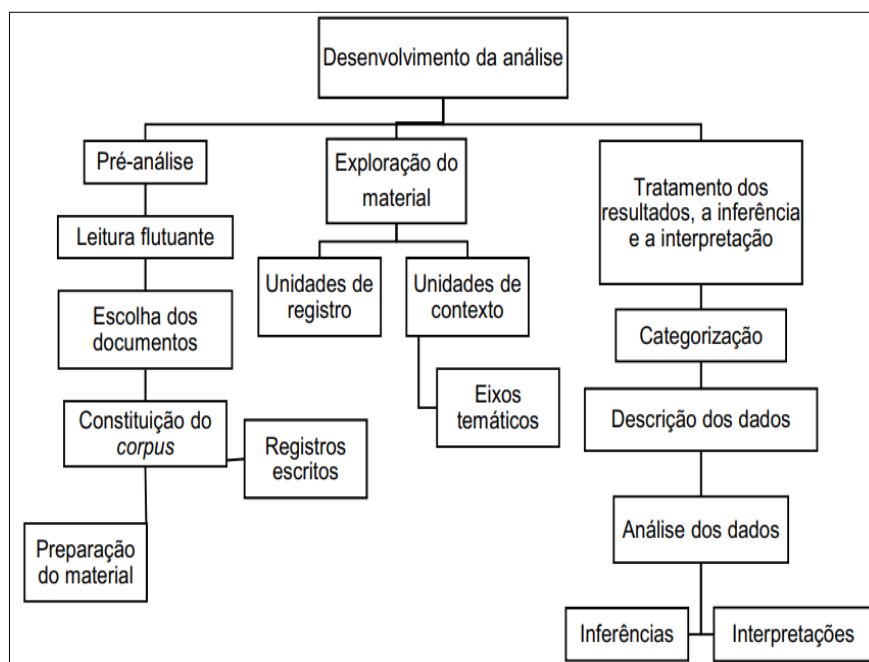 Desenvolvimento da análise
Pré-análise
Leitura flutuante
Escolha dos
documentos
Constituição do
corpus
Registros
escritos
Preparação
do material
Exploração do
material
Unidades de
registro
Unidades de
contexto
Eixos
temáticos
Tratamento dos
resultados, a inferência
e a interpretação
Categorização
Descrição dos dados
Análise dos dados
Inferências
Interpretações